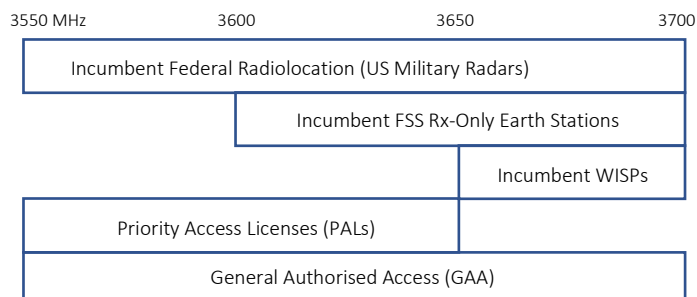 3550 MHz 3600 3650 3700
Incumbent Federal Radiolocation (US Military Radars)
Incumbent FSS Rx-Only Earth Stations
Incumbent WISPs
Priority Access Licenses (PALs)
General Authorised Access (GAA)